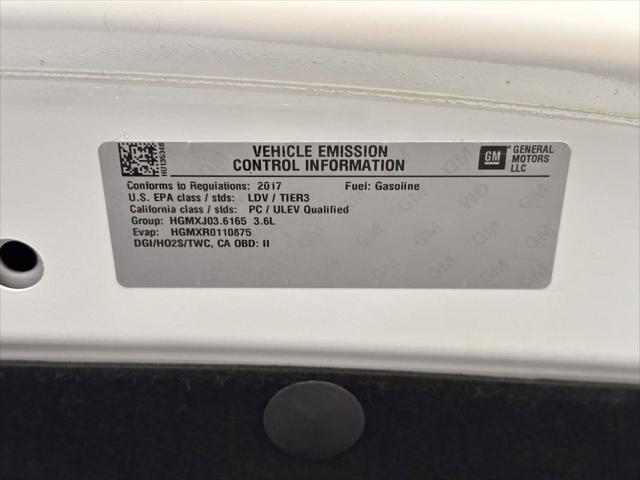 VEHICLE EMISSION
CONTROL INFORMATION
GM
GENERAL
MOTORS
LLC
HU136346
Conforms to Regulations: 2017 Fuel: Gasoline
U.S. EPA class / stds: LDV / TIER3
California class / stds: PC / ULEV Qualified
Group: HGMXJ03.6165 3.6L
Evap: HGMXR0110875
DGI/HO2S/TWC, CA OBD: II